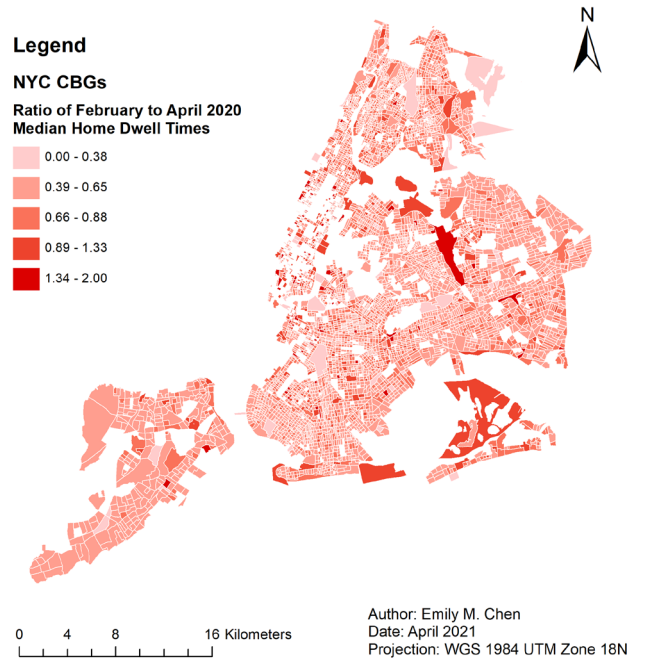 N
Legend
NYC CBGs
Ratio of February to April 2020
Median Home Dwell Times
0.00 - 0.38
0.39 - 0.65
0.66 - 0.88
0.89 - 1.33
1.34 - 2.00
0 4 8 16 Kilometers
Author: Emily M. Chen
Date: April 2021
Projection: WGS 1984 UTM Zone 18N